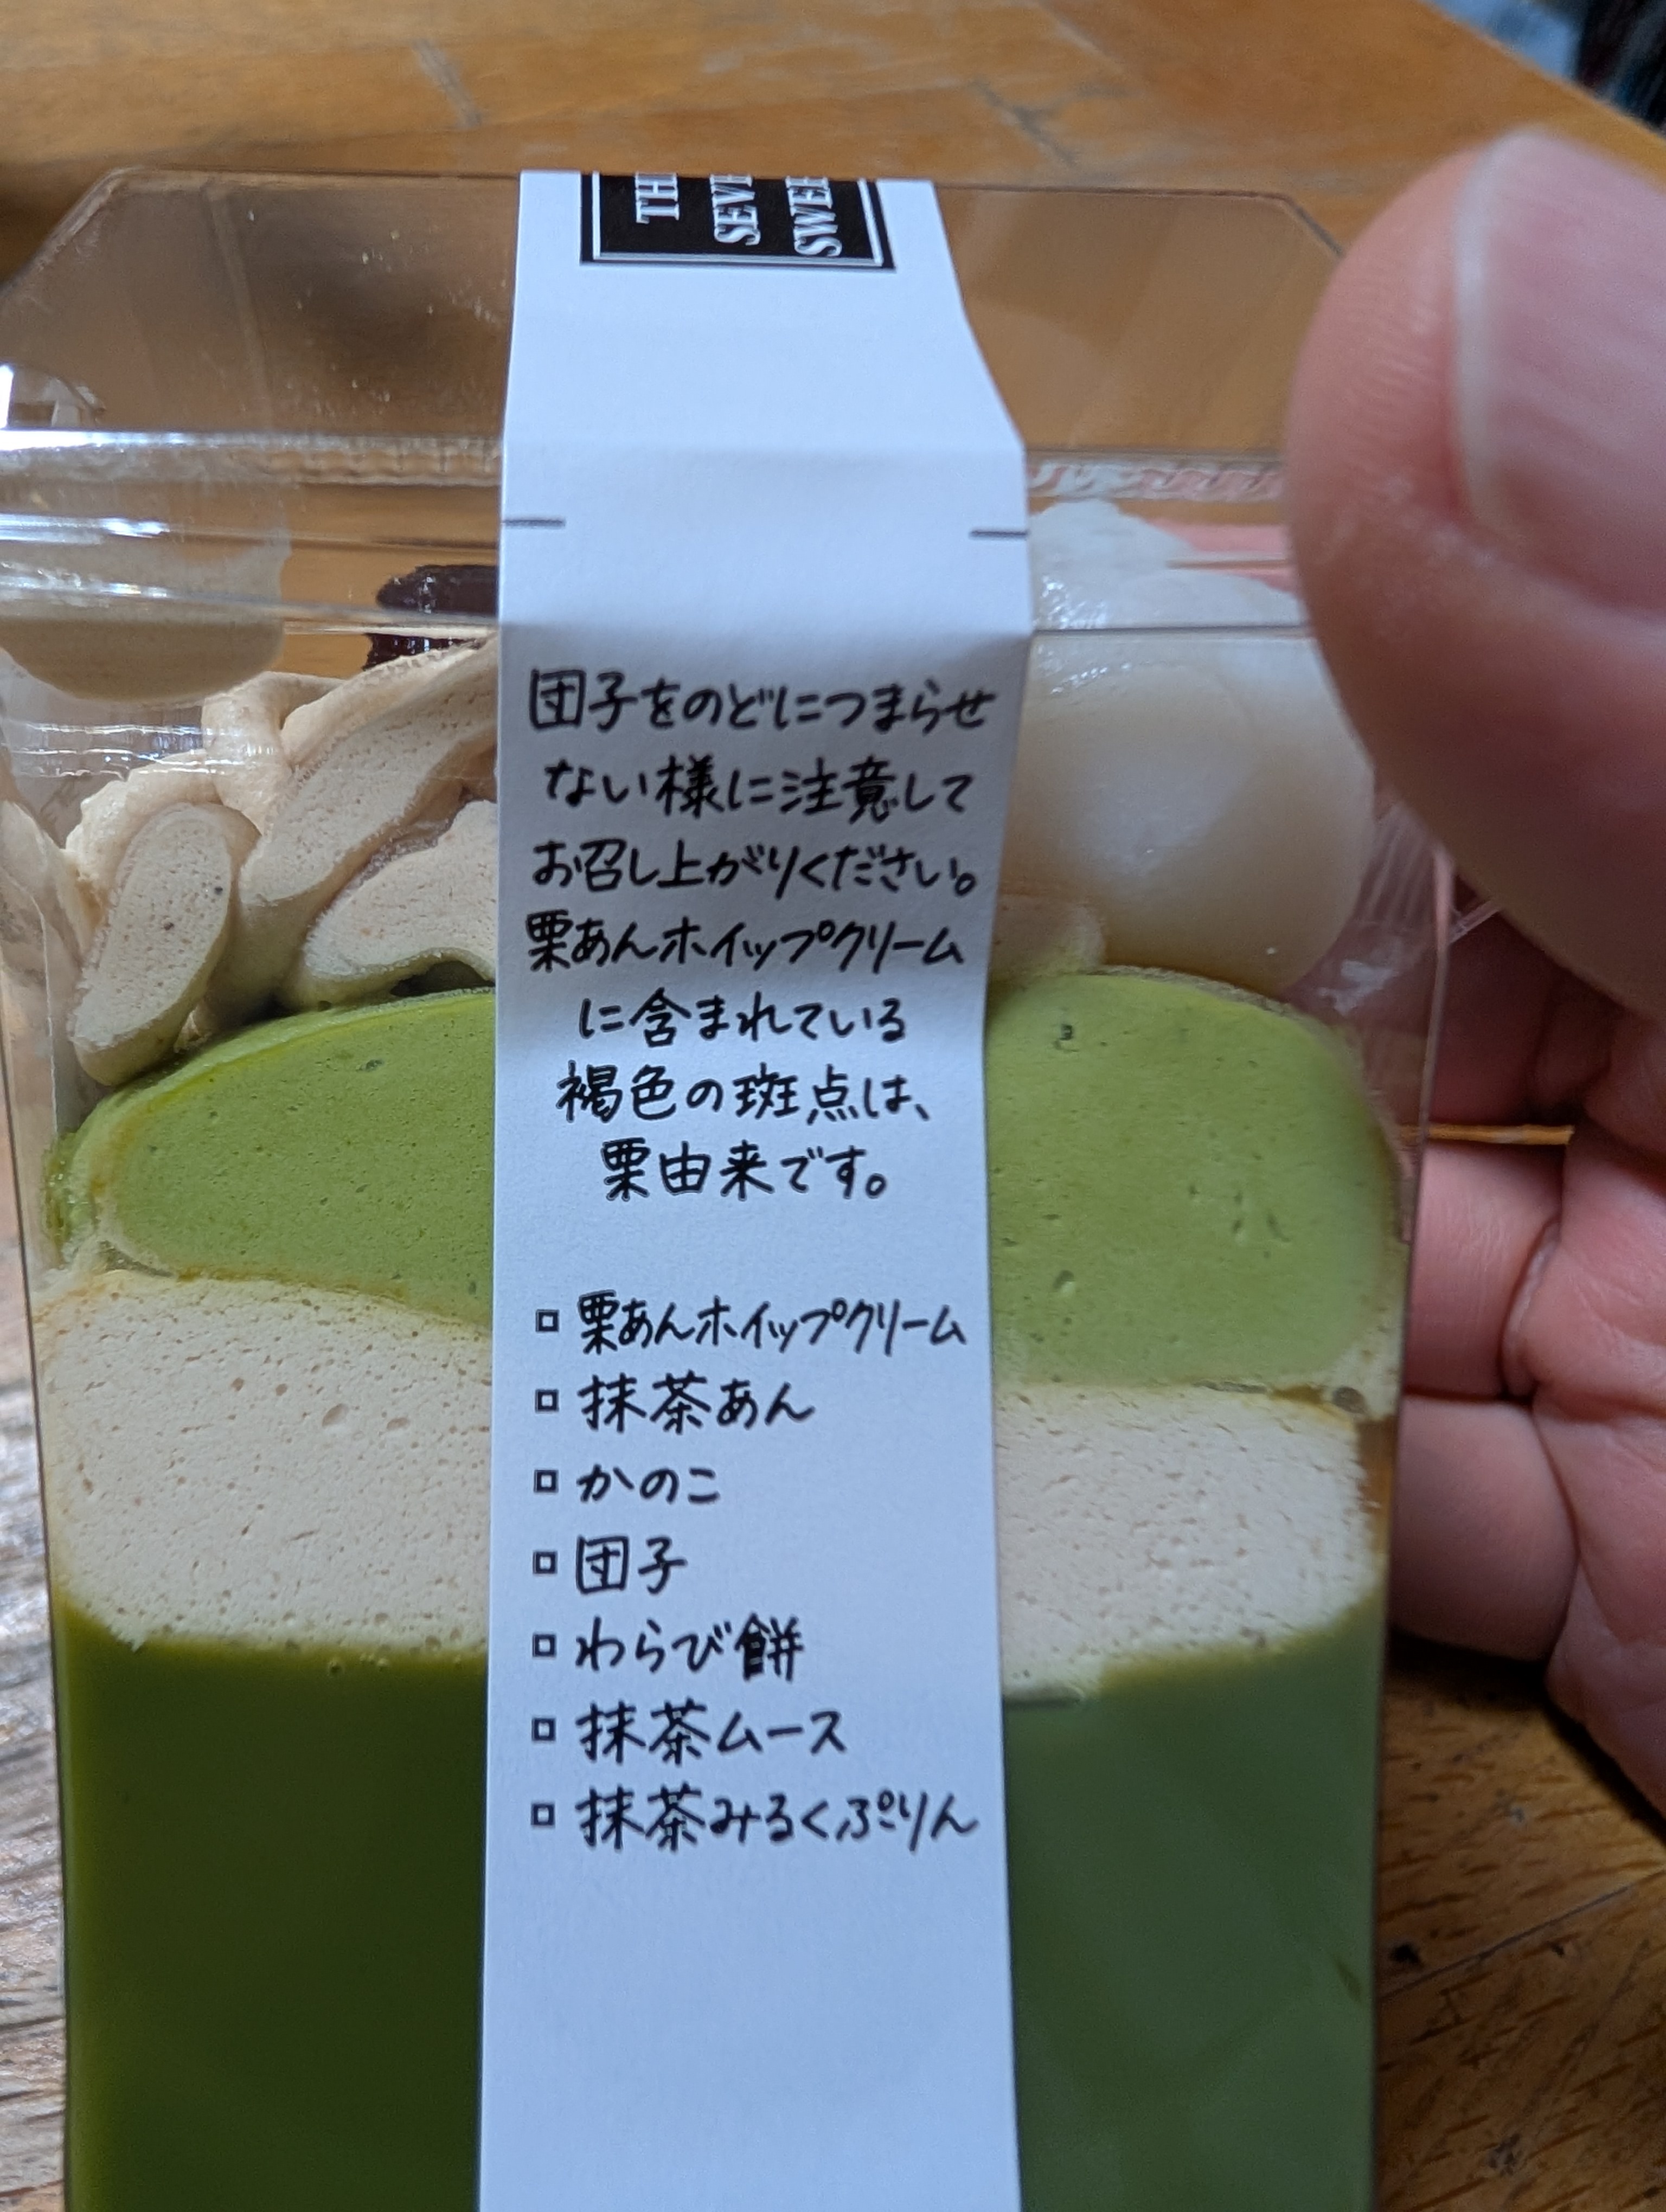 団子をのどにつまらせ
ない様に注意して
お召し上がりください。
栗あんホイップクリーム
に含まれている
褐色の斑点は、
栗由来です。
▫ 栗あんホイップクリーム
▫ 抹茶あん
▫ かのこ
▫ 団子
▫ わらび餅
▫ 抹茶ムース
▫ 抹茶みるくぷりん